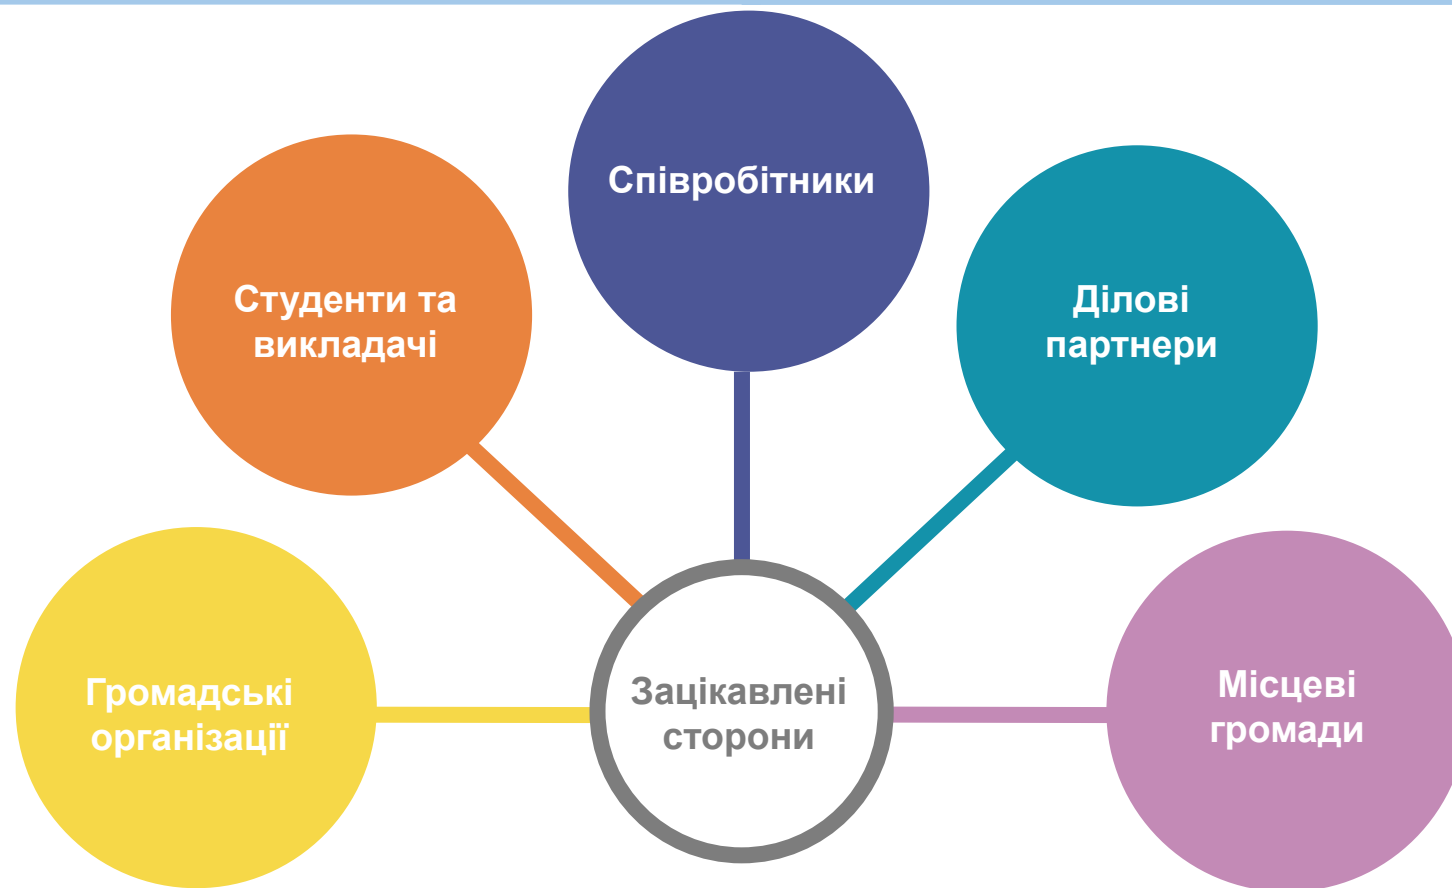 Співробітники
Студенти та
викладачі
Ділові
партнери
Громадські
організації
Зацікавлені
сторони
Місцеві
громади